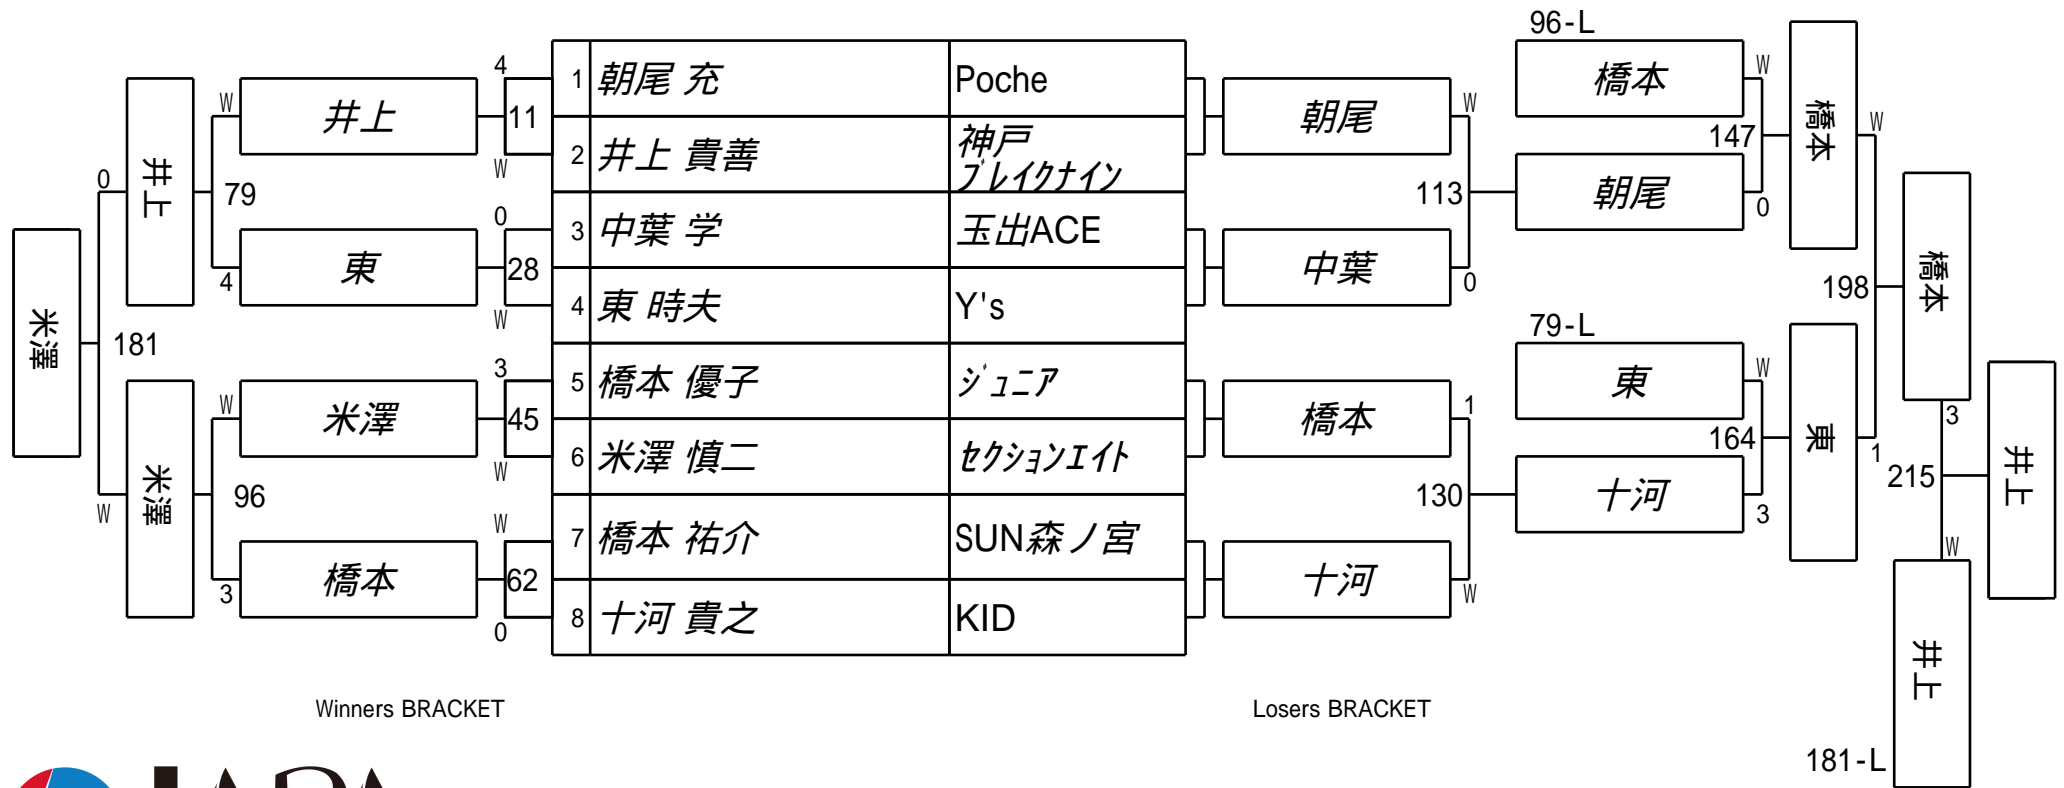 96-L
4
1 朝尾 充 Poche
橋本
W
W 井上 11
朝尾 W
橋本
W
2 井上 貴善 神戸
ブレイクナイン
W
147
0
井上
79
113
朝尾
0
橋本
0
3 中葉 学 玉出ACE
東 28
中葉
4
0
198
4 東 時夫 Y's
W
79-L
米澤
181
3
5 橋本 優子 ジュニア
東
W
W 米澤 45
橋本 1
東
3
6 米澤 慎二 セクションエイト
W
164
1
井上
米澤
96
130
十河
3
215
W
W
7 橋本 祐介 SUN森ノ宮
橋本 62
十河
W
3
W
8 十河 貴之 KID
0
井上
Winners BRACKET
Losers BRACKET
181-L